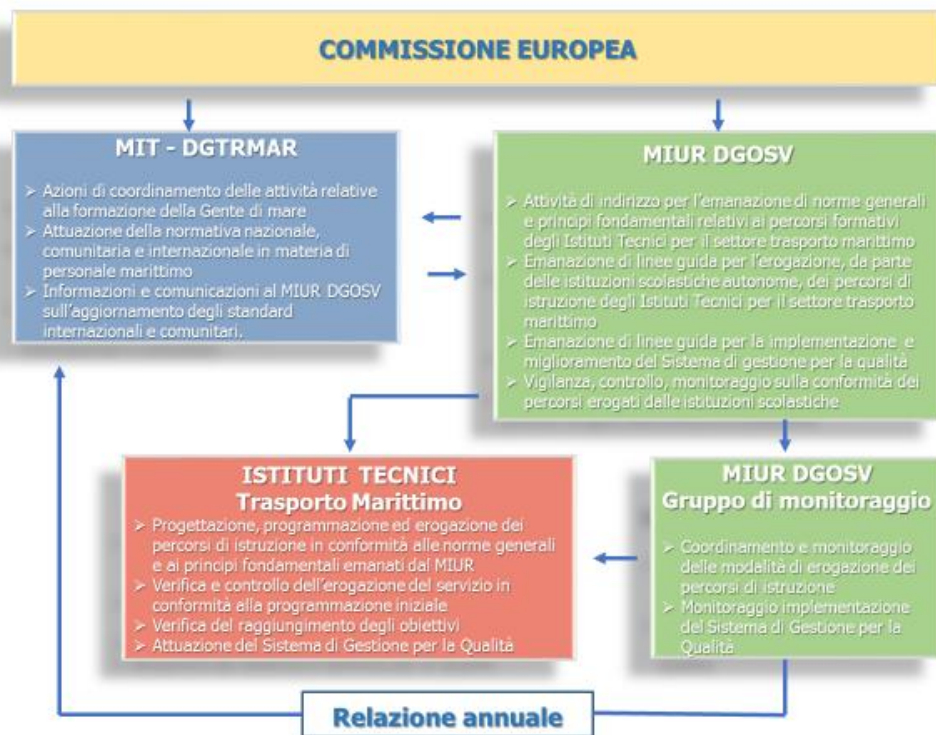 COMMISSIONE EUROPEA
MIT - DGTRMAR
➢ Azioni di coordinamento delle attività relative
alla formazione della Gente di mare
➢ Attuazione della normativa nazionale,
comunitaria e internazionale in materia di
personale marittimo
➢ Informazioni e comunicazioni al MIUR DGOSV
sull'aggiornamento degli standard
internazionali e comunitari.
MIUR DGOSV
➢ Attività di indirizzo per l'emanazione di norme generali
e principi fondamentali relativi ai percorsi formativi
degli Istituti Tecnici per il settore trasporto marittimo
➢ Emanazione di linee guida per l'erogazione, da parte
delle istituzioni scolastiche autonome, dei percorsi di
istruzione degli Istituti Tecnici per il settore trasporto
marittimo
➢ Emanazione di linee guida per la implementazione e
miglioramento del Sistema di gestione per la qualità
➢ Vigilanza, controllo, monitoraggio sulla conformità dei
percorsi erogati dalle istituzioni scolastiche
ISTITUTI TECNICI
Trasporto Marittimo
➢ Progettazione, programmazione ed erogazione dei
percorsi di istruzione in conformità alle norme generali
e ai principi fondamentali emanati dal MIUR
➢ Verifica e controllo dell'erogazione del servizio in
conformità alla programmazione iniziale
➢ Verifica del raggiungimento degli obiettivi
➢ Attuazione del Sistema di Gestione per la Qualità
MIUR DGOSV
Gruppo di monitoraggio
➢ Coordinamento e monitoraggio
delle modalità di erogazione dei
percorsi di istruzione
➢ Monitoraggio implementazione
del Sistema di Gestione per la
Qualità
Relazione annuale